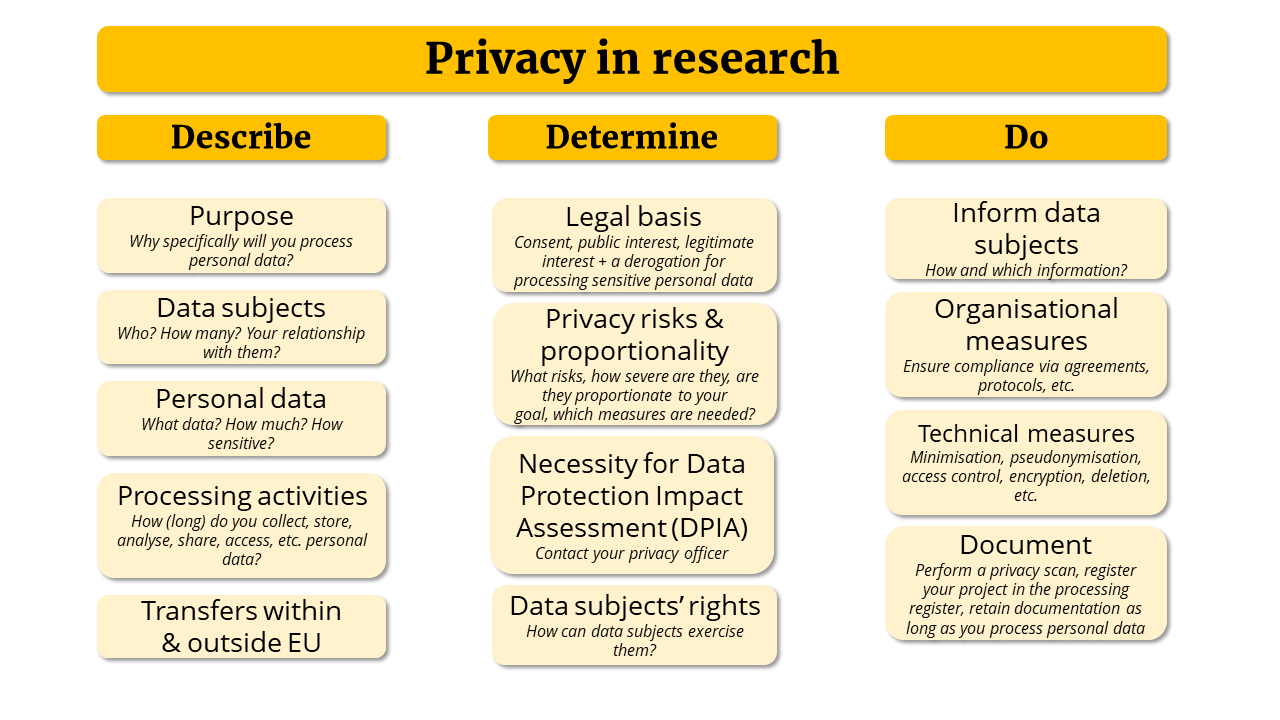 Privacy in research
Describe
Purpose
Why specifically will you process
personal data?
Data subjects
Who? How many? Your relationship
with them?
Personal data
What data? How much? How
sensitive?
Processing activities
How (long) do you collect, store,
analyse, share, access, etc. personal
data?
Transfers within
& outside EU
Determine
Legal basis
Consent, public interest, legitimate
interest + a derogation for
processing sensitive personal data
Privacy risks &
proportionality
What risks, how severe are they, are
they proportionate to your
goal, which measures are needed?
Necessity for Data
Protection Impact
Assessment (DPIA)
Contact your privacy officer
Data subjects’ rights
How can data subjects exercise
them?
Do
Inform data
subjects
How and which information?
Organisational
measures
Ensure compliance via agreements,
protocols, etc.
Technical measures
Minimisation, pseudonymisation,
access control, encryption, deletion,
etc.
Document
Perform a privacy scan, register
your project in the processing
register, retain documentation as
long as you process personal data